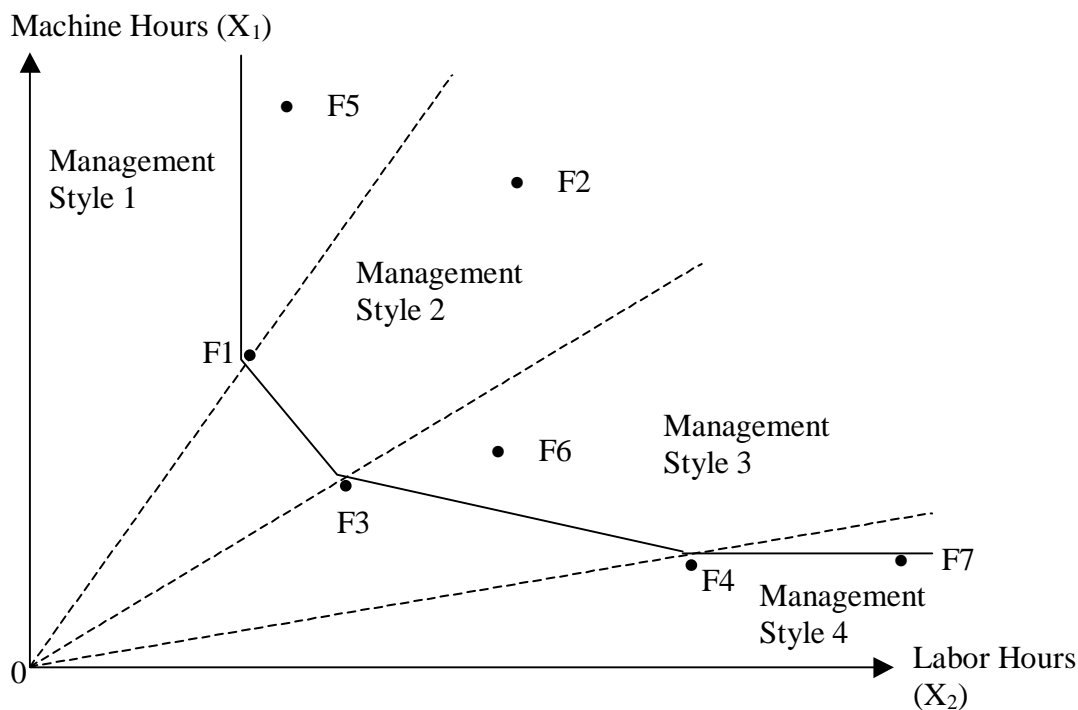 Machine Hours (X1)
F5
Management
Style 1
F2
Management
Style 2
F1
Management
Style 3
F6
F3
F7
F4
Management
Style 4
0
Labor Hours
(X2)